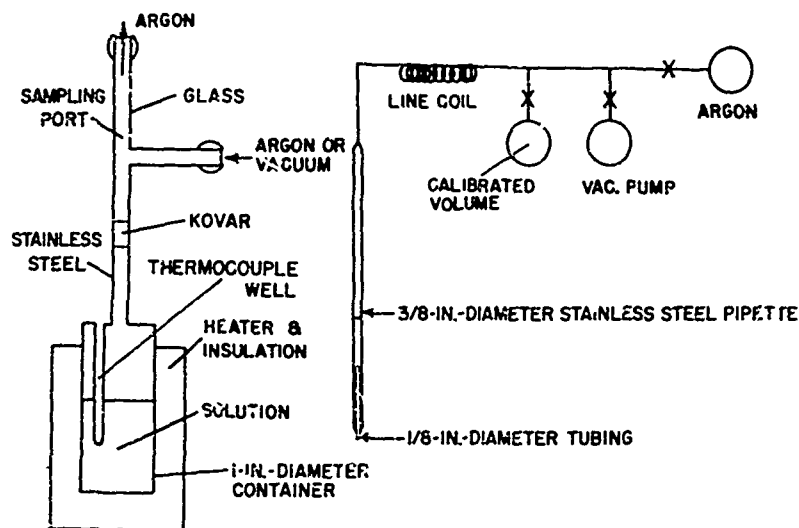 ARGON
SAMPLING
PORT
GLASS
ARGON OR
VACUUM
KOVAR
STAINLESS
STEEL
THERMOCOUPLE
WELL
HEATER &
INSULATION
SOLUTION
1-IN.-DIAMETER
CONTAINER
LINE COIL
ARGON
CALIBRATED
VOLUME
VAC. PUMP
3/8-IN.-DIAMETER STAINLESS STEEL PIPETTE
1/8-IN.-DIAMETER TUBING